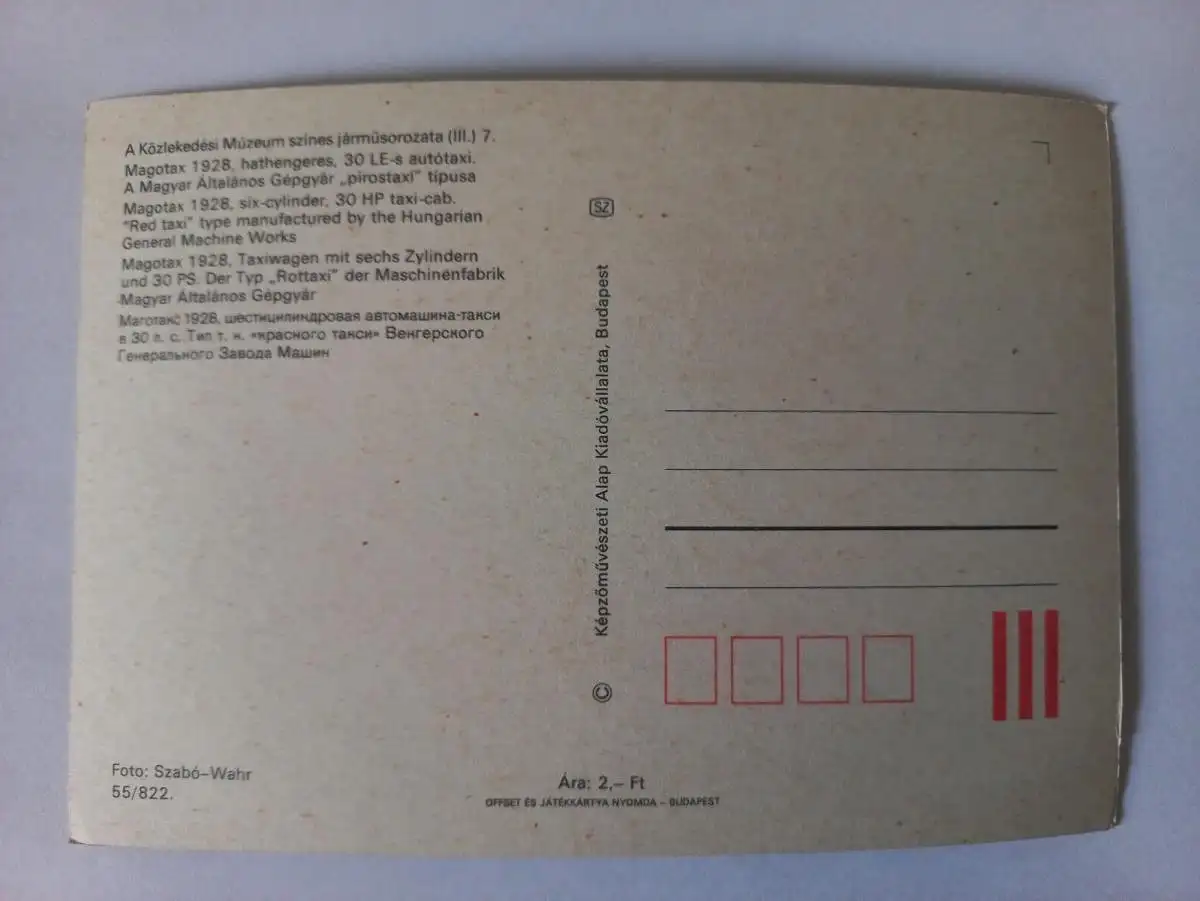 A Közlekedési Múzeum színes járműsorozata (III.) 7.
Magotax 1928, hathengeres, 30 LE-s autótaxi.
A Magyar Általános Gépgyár „pirostaxi” típusa
Magotax 1928, six-cylinder, 30 HP taxi-cab.
“Red taxi” type manufactured by the Hungarian
General Machine Works
Magotax 1928, Taxiwagen mit sechs Zylindern
und 30 PS. Der Typ „Rottaxi” der Maschinenfabrik
Magyar Általános Gépgyár
Маготакс 1928, шестицилиндровая автомашина-такси
в 30 л. с. Тип т. н. «красного такси» Венгерского
Генерального Завода Машин
SZ
© Képzőművészeti Alap Kiadóvállalata, Budapest
Foto: Szabó–Wahr
55/822.
Ára: 2,– Ft
OFFSET ÉS JÁTÉKKÁRTYA NYOMDA – BUDAPEST